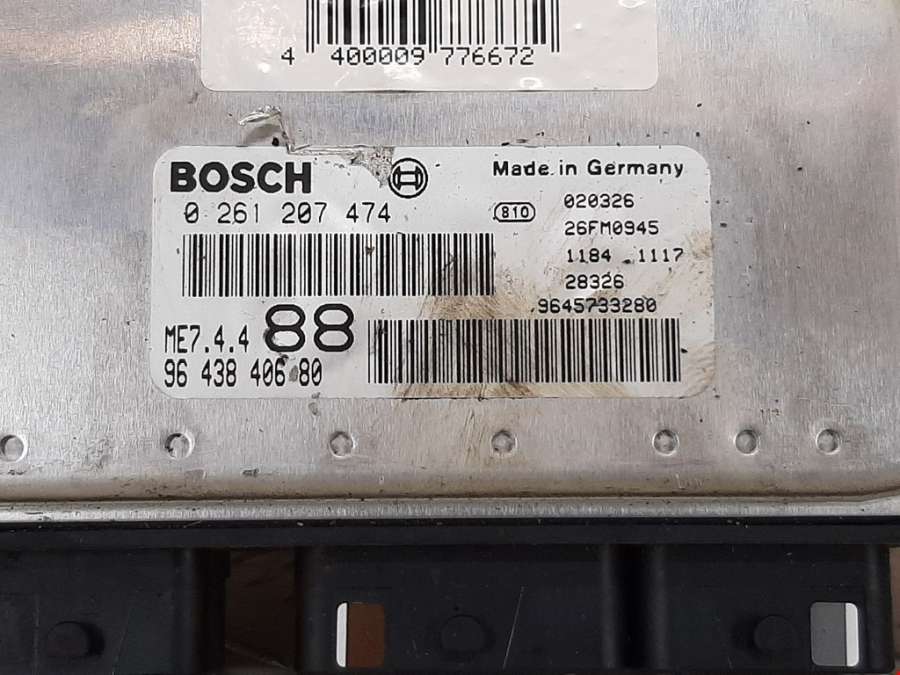 4 400009 776672
BOSCH Made in Germany
0 261 207 474 810 020326
26FM0945
1184 1117
28326
9645733280
ME7.4.4 88
96 438 406 80